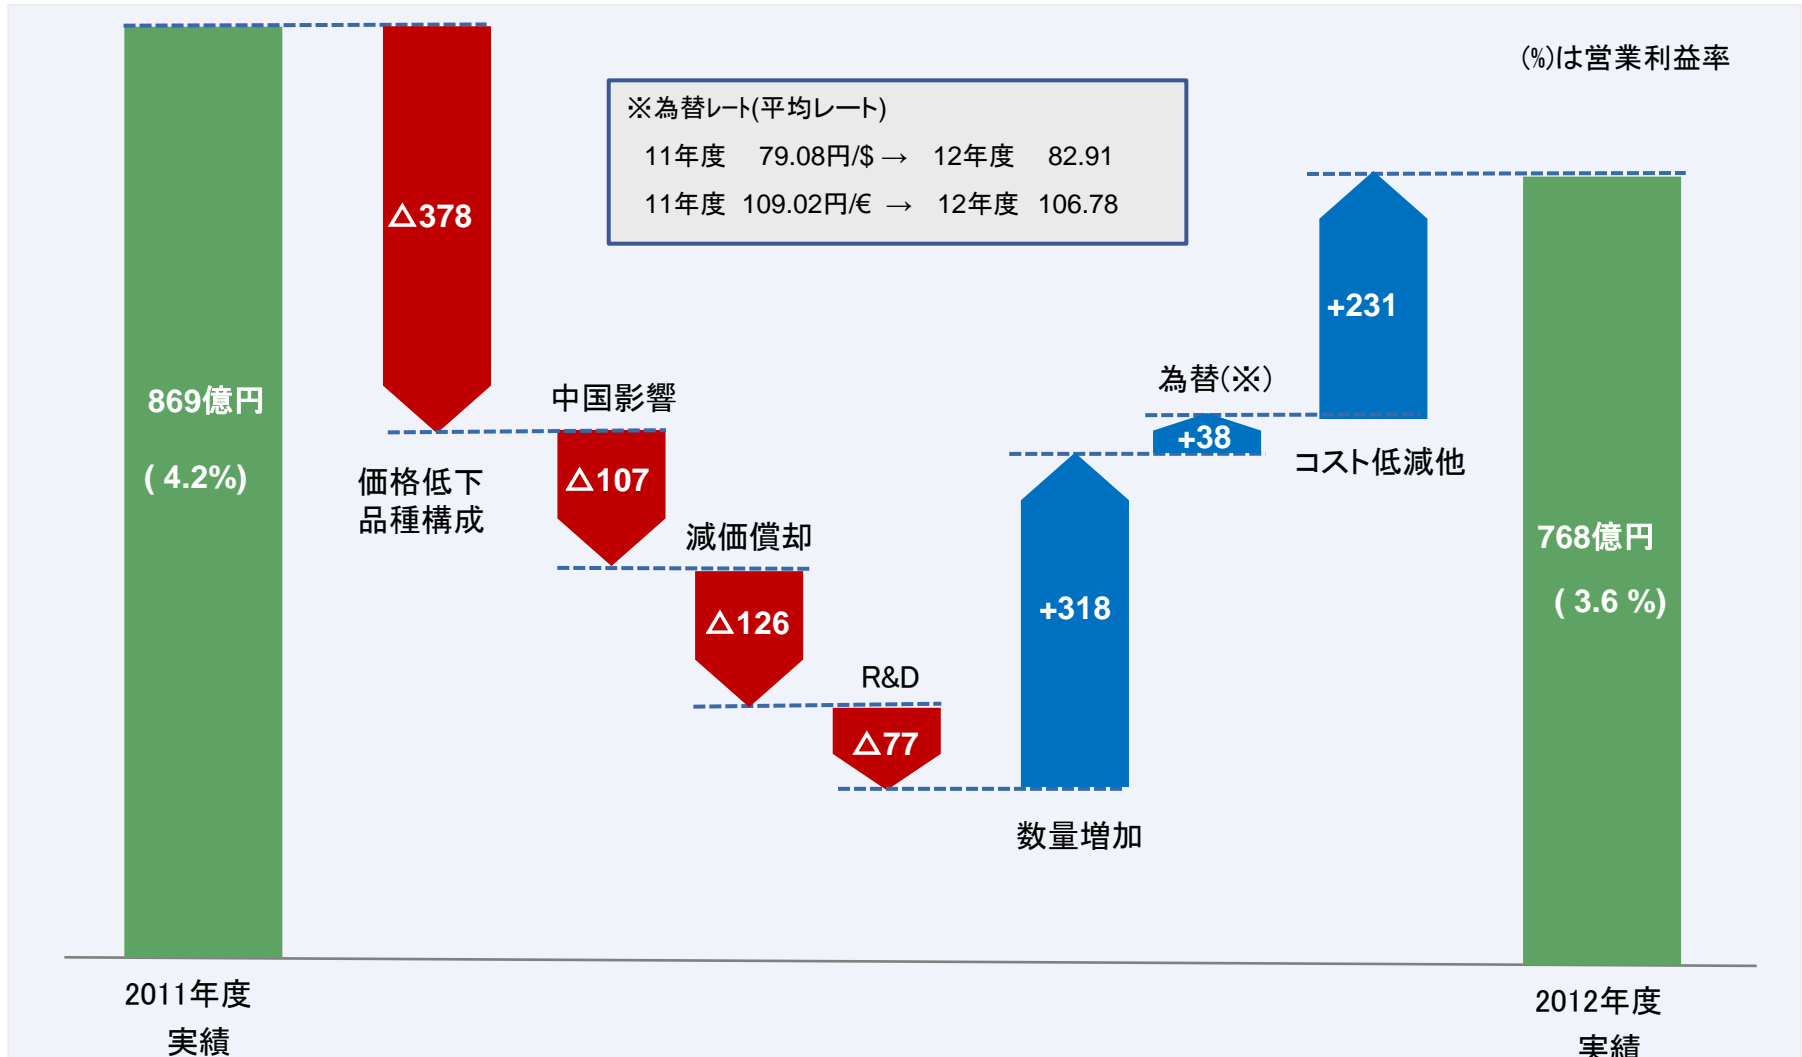 (%)は営業利益率
※為替レート(平均レート)
11年度 79.08円/$ → 12年度 82.91
11年度 109.02円/€ → 12年度 106.78
869億円
( 4.2%)
△378
価格低下
品種構成
中国影響
△107
減価償却
△126
R&D
△77
+318
数量増加
為替(※)
+38
+231
コスト低減他
768億円
( 3.6 %)
2011年度
実績
2012年度
実績